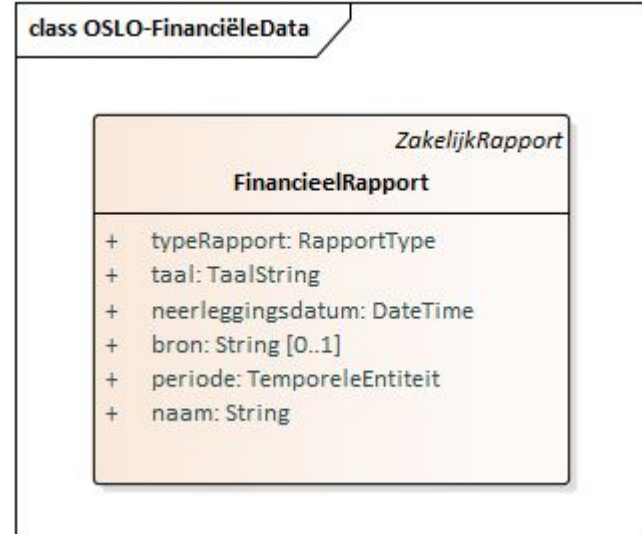 class OSLO-FinanciëleData
ZakelijkRapport
FinancieelRapport
+ typeRapport: RapportType
+ taal: TaalString
+ neerleggingsdatum: DateTime
+ bron: String [0..1]
+ periode: TemporeleEntiteit
+ naam: String